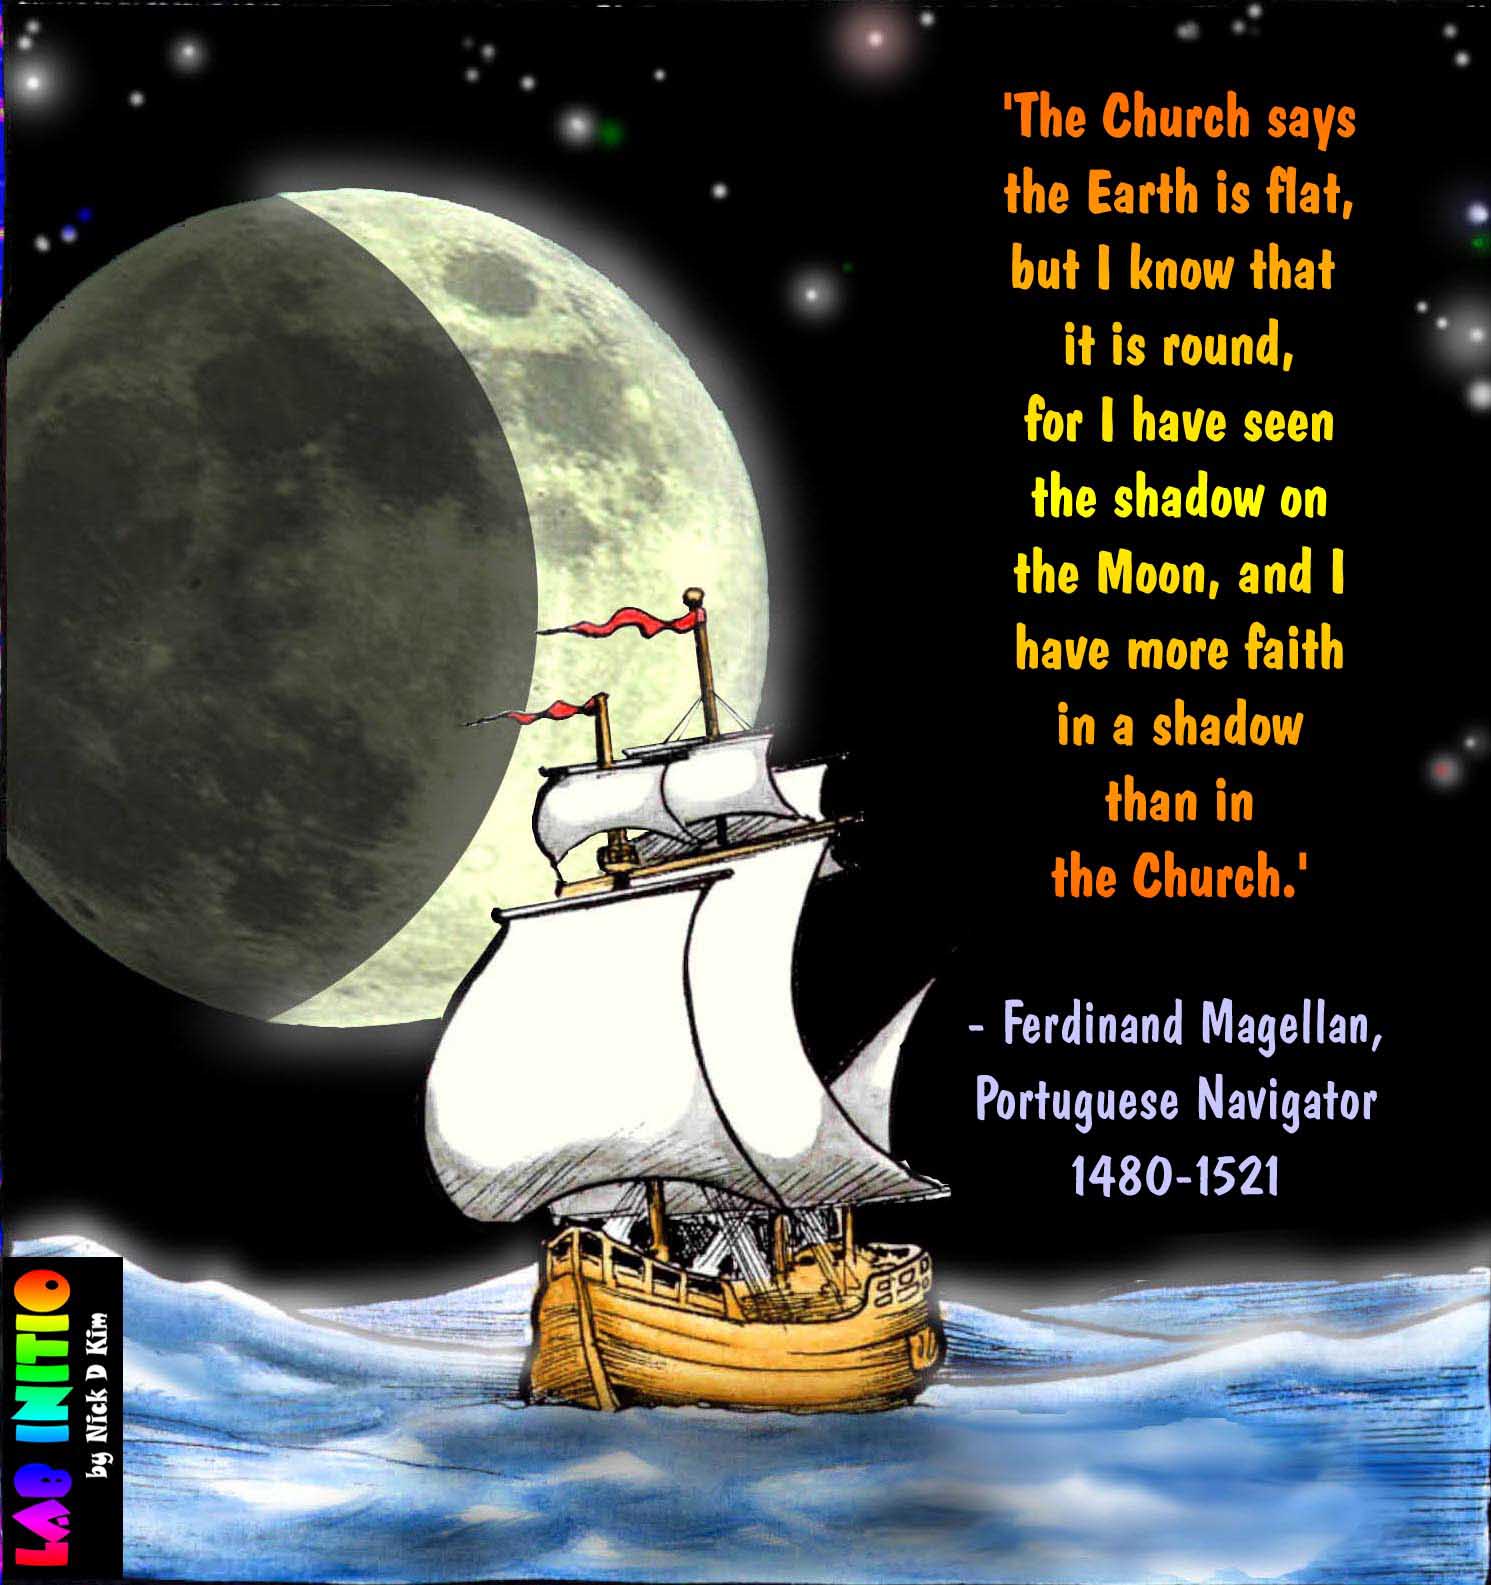 'The Church says
the Earth is flat,
but I know that
it is round,
for I have seen
the shadow on
the Moon, and I
have more faith
in a shadow
than in
the Church.'
- Ferdinand Magellan,
Portuguese Navigator
1480-1521
LAB INITIO
by Nick D Kim